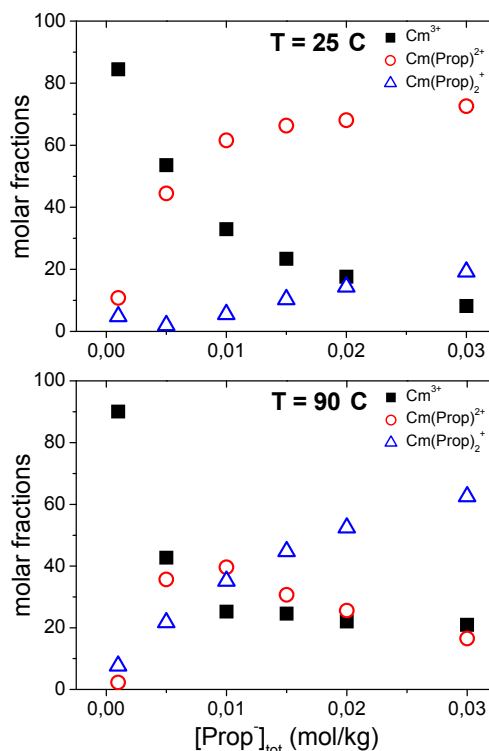 T = 25 C
Cm³⁺
Cm(Prop)²⁺
Cm(Prop)₂⁺
molar fractions
100
80
60
40
20
0
0,00
0,01
0,02
0,03
T = 90 C
Cm³⁺
Cm(Prop)²⁺
Cm(Prop)₂⁺
molar fractions
100
80
60
40
20
0
0,00
0,01
0,02
0,03
[Prop⁻]tot (mol/kg)